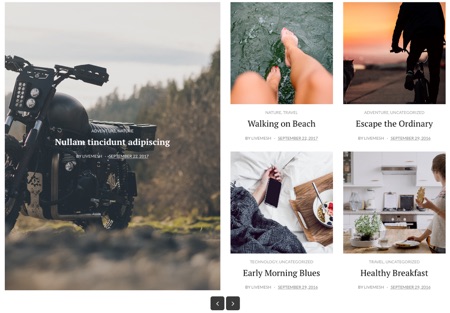 ADVENTURE, NATURE
Nullam tincidunt adipiscing
BY LIVEMESH - SEPTEMBER 22, 2017
NATURE, TRAVEL
Walking on Beach
BY LIVEMESH - SEPTEMBER 22, 2017
ADVENTURE, UNCATEGORIZED
Escape the Ordinary
BY LIVEMESH - SEPTEMBER 29, 2016
TECHNOLOGY, UNCATEGORIZED
Early Morning Blues
BY LIVEMESH - SEPTEMBER 29, 2016
TRAVEL, UNCATEGORIZED
Healthy Breakfast
BY LIVEMESH - SEPTEMBER 29, 2016